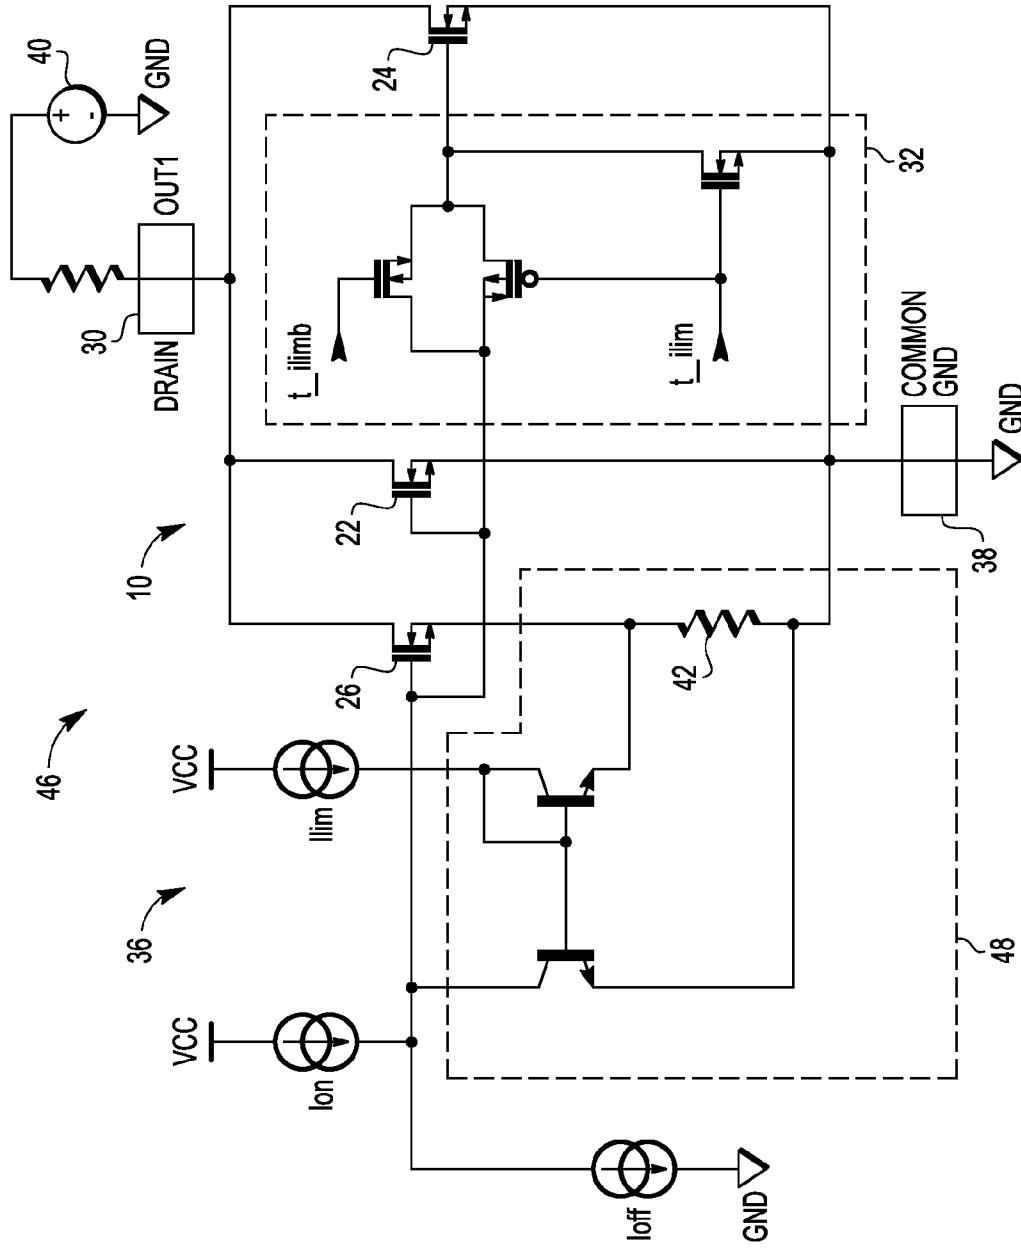 40
GND
+
-
OUT1
30
DRAIN
24
32
t_ilimb
t_ilim
COMMON
GND
GND
38
22
10
26
42
46
VCC
Ilim
36
48
VCC
Ion
Ioff
GND